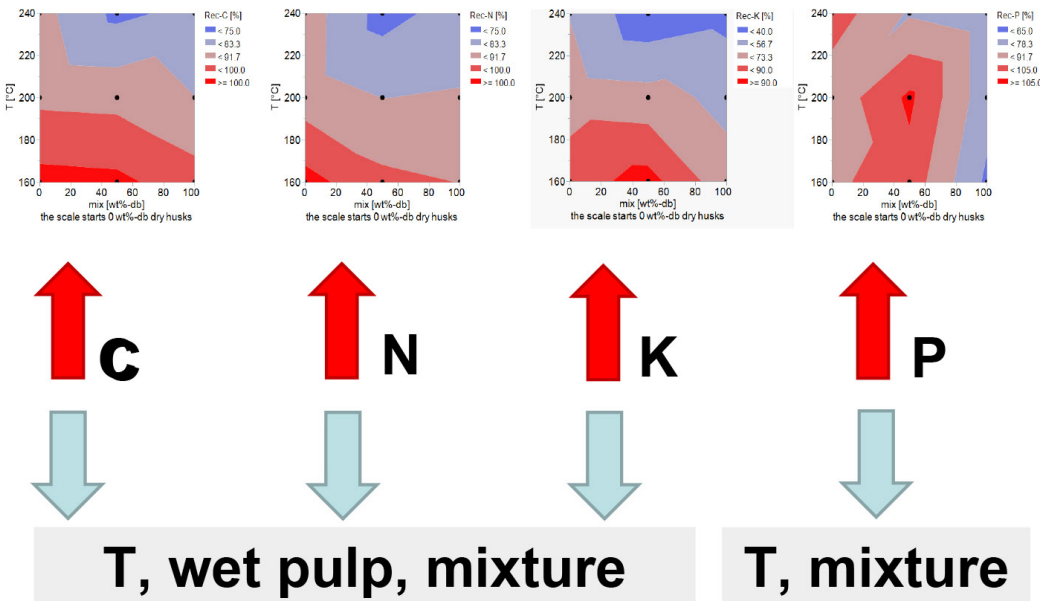 240
220
200
180
160
T [°C]
0 20 40 60 80 100
mix [wt%-db]
the scale starts 0 wt%-db dry husks
Rec-C [%]
< 75.0
< 83.3
< 91.7
< 100.0
>= 100.0
240
220
200
180
160
T [°C]
0 20 40 60 80 100
mix [wt%-db]
the scale starts 0 wt%-db dry husks
Rec-N [%]
< 75.0
< 83.3
< 91.7
< 100.0
>= 100.0
240
220
200
180
160
T [°C]
0 20 40 60 80 100
mix [wt%-db]
the scale starts 0 wt%-db dry husks
Rec-K [%]
< 40.0
< 56.7
< 73.3
< 90.0
>= 90.0
240
220
200
180
160
T [°C]
0 20 40 60 80 100
mix [wt%-db]
the scale starts 0 wt%-db dry husks
Rec-P [%]
< 65.0
< 78.3
< 91.7
< 105.0
>= 105.0
C
N
K
P
T, wet pulp, mixture
T, mixture